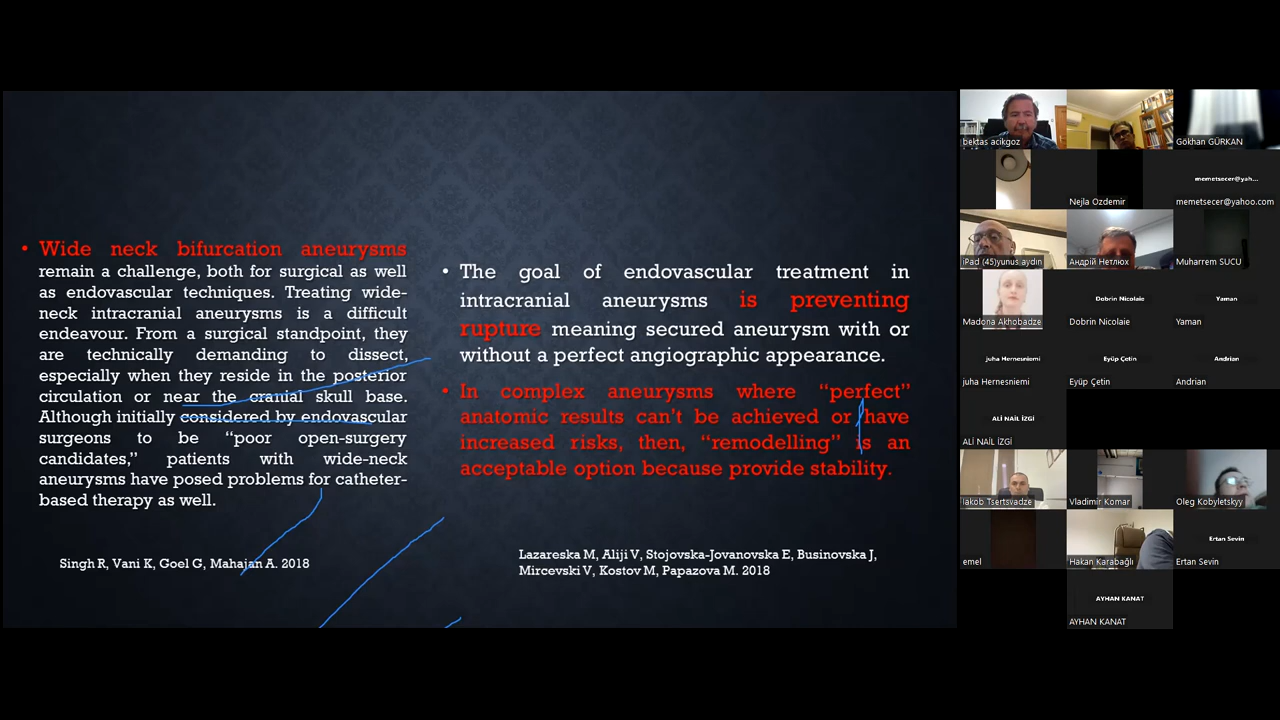 • Wide neck bifurcation aneurysms
remain a challenge, both for surgical as well
as endovascular techniques. Treating wide-
neck intracranial aneurysms is a difficult
endeavour. From a surgical standpoint, they
are technically demanding to dissect,
especially when they reside in the posterior
circulation or near the cranial skull base.
Although initially considered by endovascular
surgeons to be “poor open-surgery
candidates,” patients with wide-neck
aneurysms have posed problems for catheter-
based therapy as well.
Singh R, Vani K, Goel G, Mahajan A. 2018
• The goal of endovascular treatment in
intracranial aneurysms is preventing
rupture meaning secured aneurysm with or
without a perfect angiographic appearance.
• In complex aneurysms where “perfect”
anatomic results can’t be achieved or have
increased risks, then, “remodelling” is an
acceptable option because provide stability.
Lazareska M, Aliji V, Stojovska-Jovanovska E, Businovska J,
Mircevski V, Kostov M, Papazova M. 2018
bektas acikgoz
Gökhan GÜRKAN
Nejla Ozdemir
memetsecer@yah...
memetsecer@yahoo.com
iPad (45)yunus aydın
Андрій Нетлюх
Muharrem SUCU
Madona Akhobadze
Dobrin Nicolaie
Dobrin Nicolaie
Yaman
Yaman
juha Hernesniemi
juha Hernesniemi
Eyüp Çetin
Eyüp Çetin
Andrian
Andrian
ALİ NAİL İZGİ
ALİ NAİL İZGİ
Iakob Tsertsvadze
Vladimir Komar
Oleg Kobyletskyy
emel
Hakan Karabağlı
Ertan Sevin
Ertan Sevin
AYHAN KANAT
AYHAN KANAT